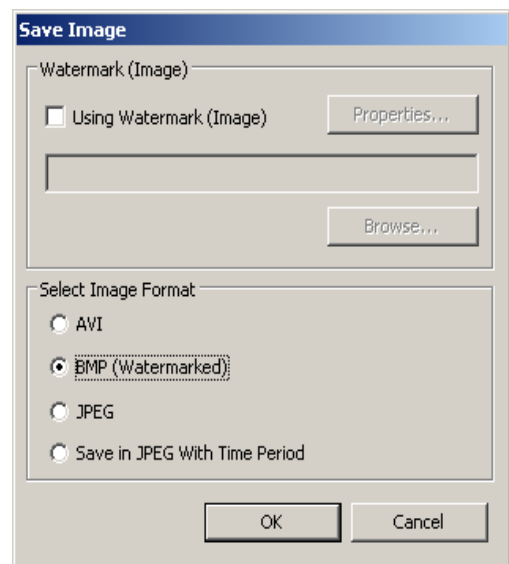 Save Image
Watermark (Image)
Using Watermark (Image) Properties...
Browse...
Select Image Format
AVI
BMP (Watermarked)
JPEG
Save in JPEG With Time Period
OK Cancel